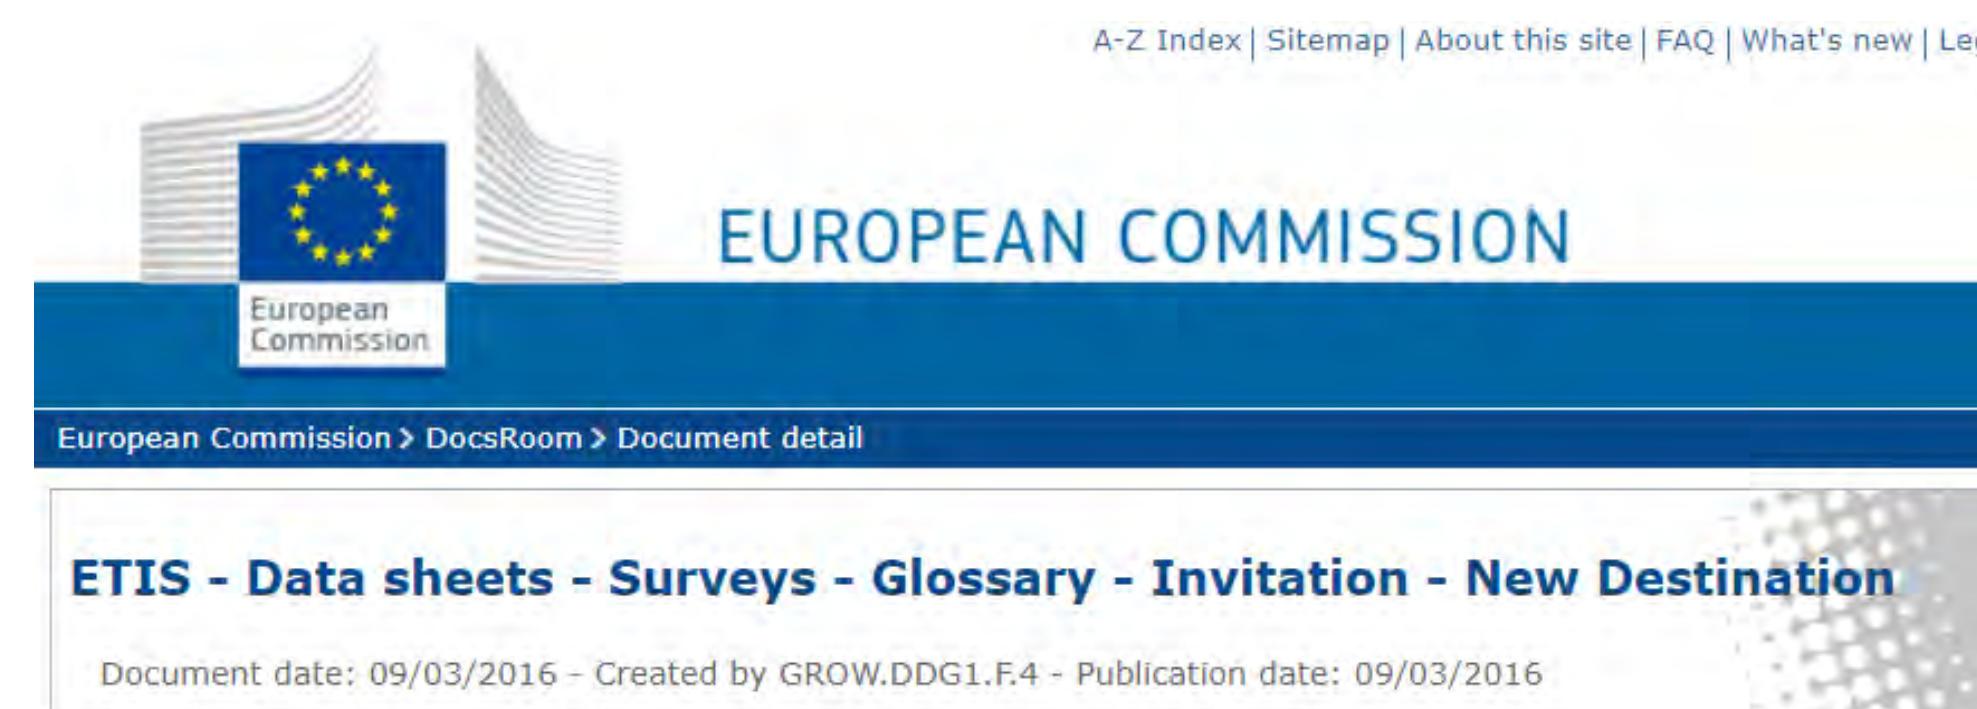 A-Z Index | Sitemap | About this site | FAQ | What's new |
EUROPEAN COMMISSION
European
Commission
European Commission > DocsRoom > Document detail
ETIS - Data sheets - Surveys - Glossary - Invitation - New Destination
Document date: 09/03/2016 - Created by GROW.DDG1.F.4 - Publication date: 09/03/2016